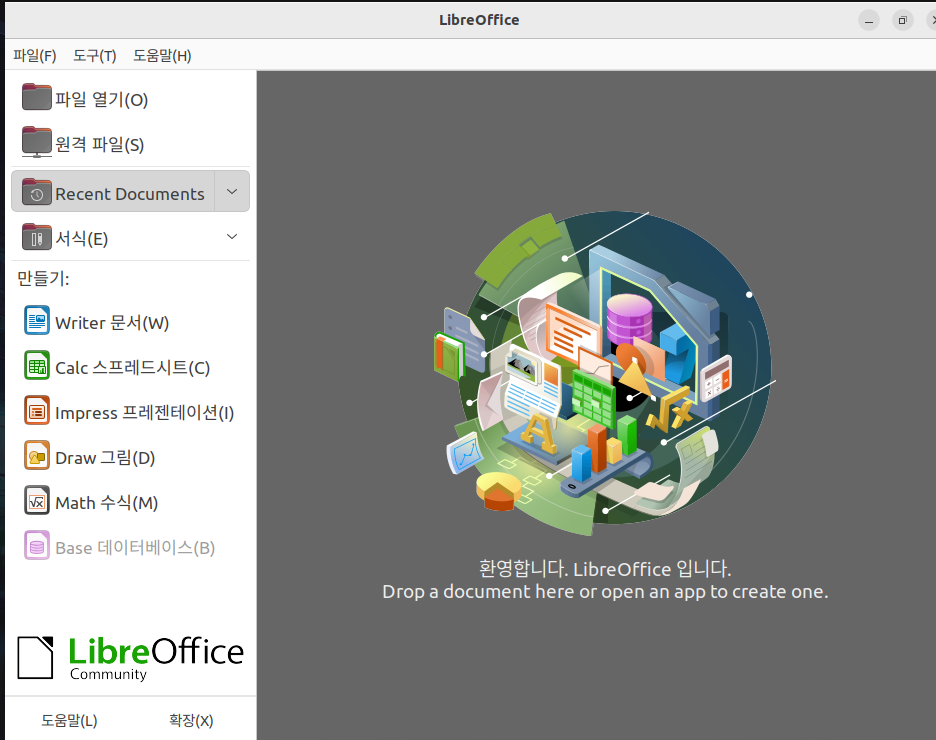 LibreOffice
파일(F) 도구(T) 도움말(H)
파일 열기(O)
원격 파일(S)
Recent Documents
서식(E)
만들기:
Writer 문서(W)
Calc 스프레드시트(C)
Impress 프레젠테이션(I)
Draw 그림(D)
Math 수식(M)
Base 데이터베이스(B)
LibreOffice
Community
도움말(L) 확장(X)
환영합니다. LibreOffice 입니다.
Drop a document here or open an app to create one.